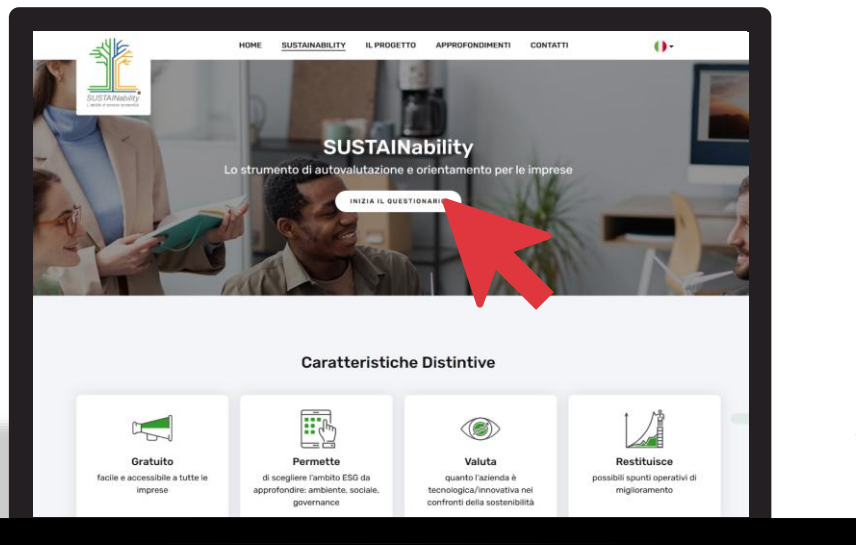 HOME SUSTAINABILITY IL PROGETTO APPROFONDIMENTI CONTATTI
SUSTAINability
SUSTAINability
Lo strumento di autovalutazione e orientamento per le imprese
INIZIA IL QUESTIONARIO
Caratteristiche Distintive
Gratuito
facile e accessibile a tutte le
imprese
Permette
di scegliere l'ambito ESG da
approfondire: ambiente, sociale,
governance
Valuta
quanto l'azienda è
tecnologica/innovativa nei
confronti della sostenibilità
Restituisce
possibili spunti operativi di
miglioramento